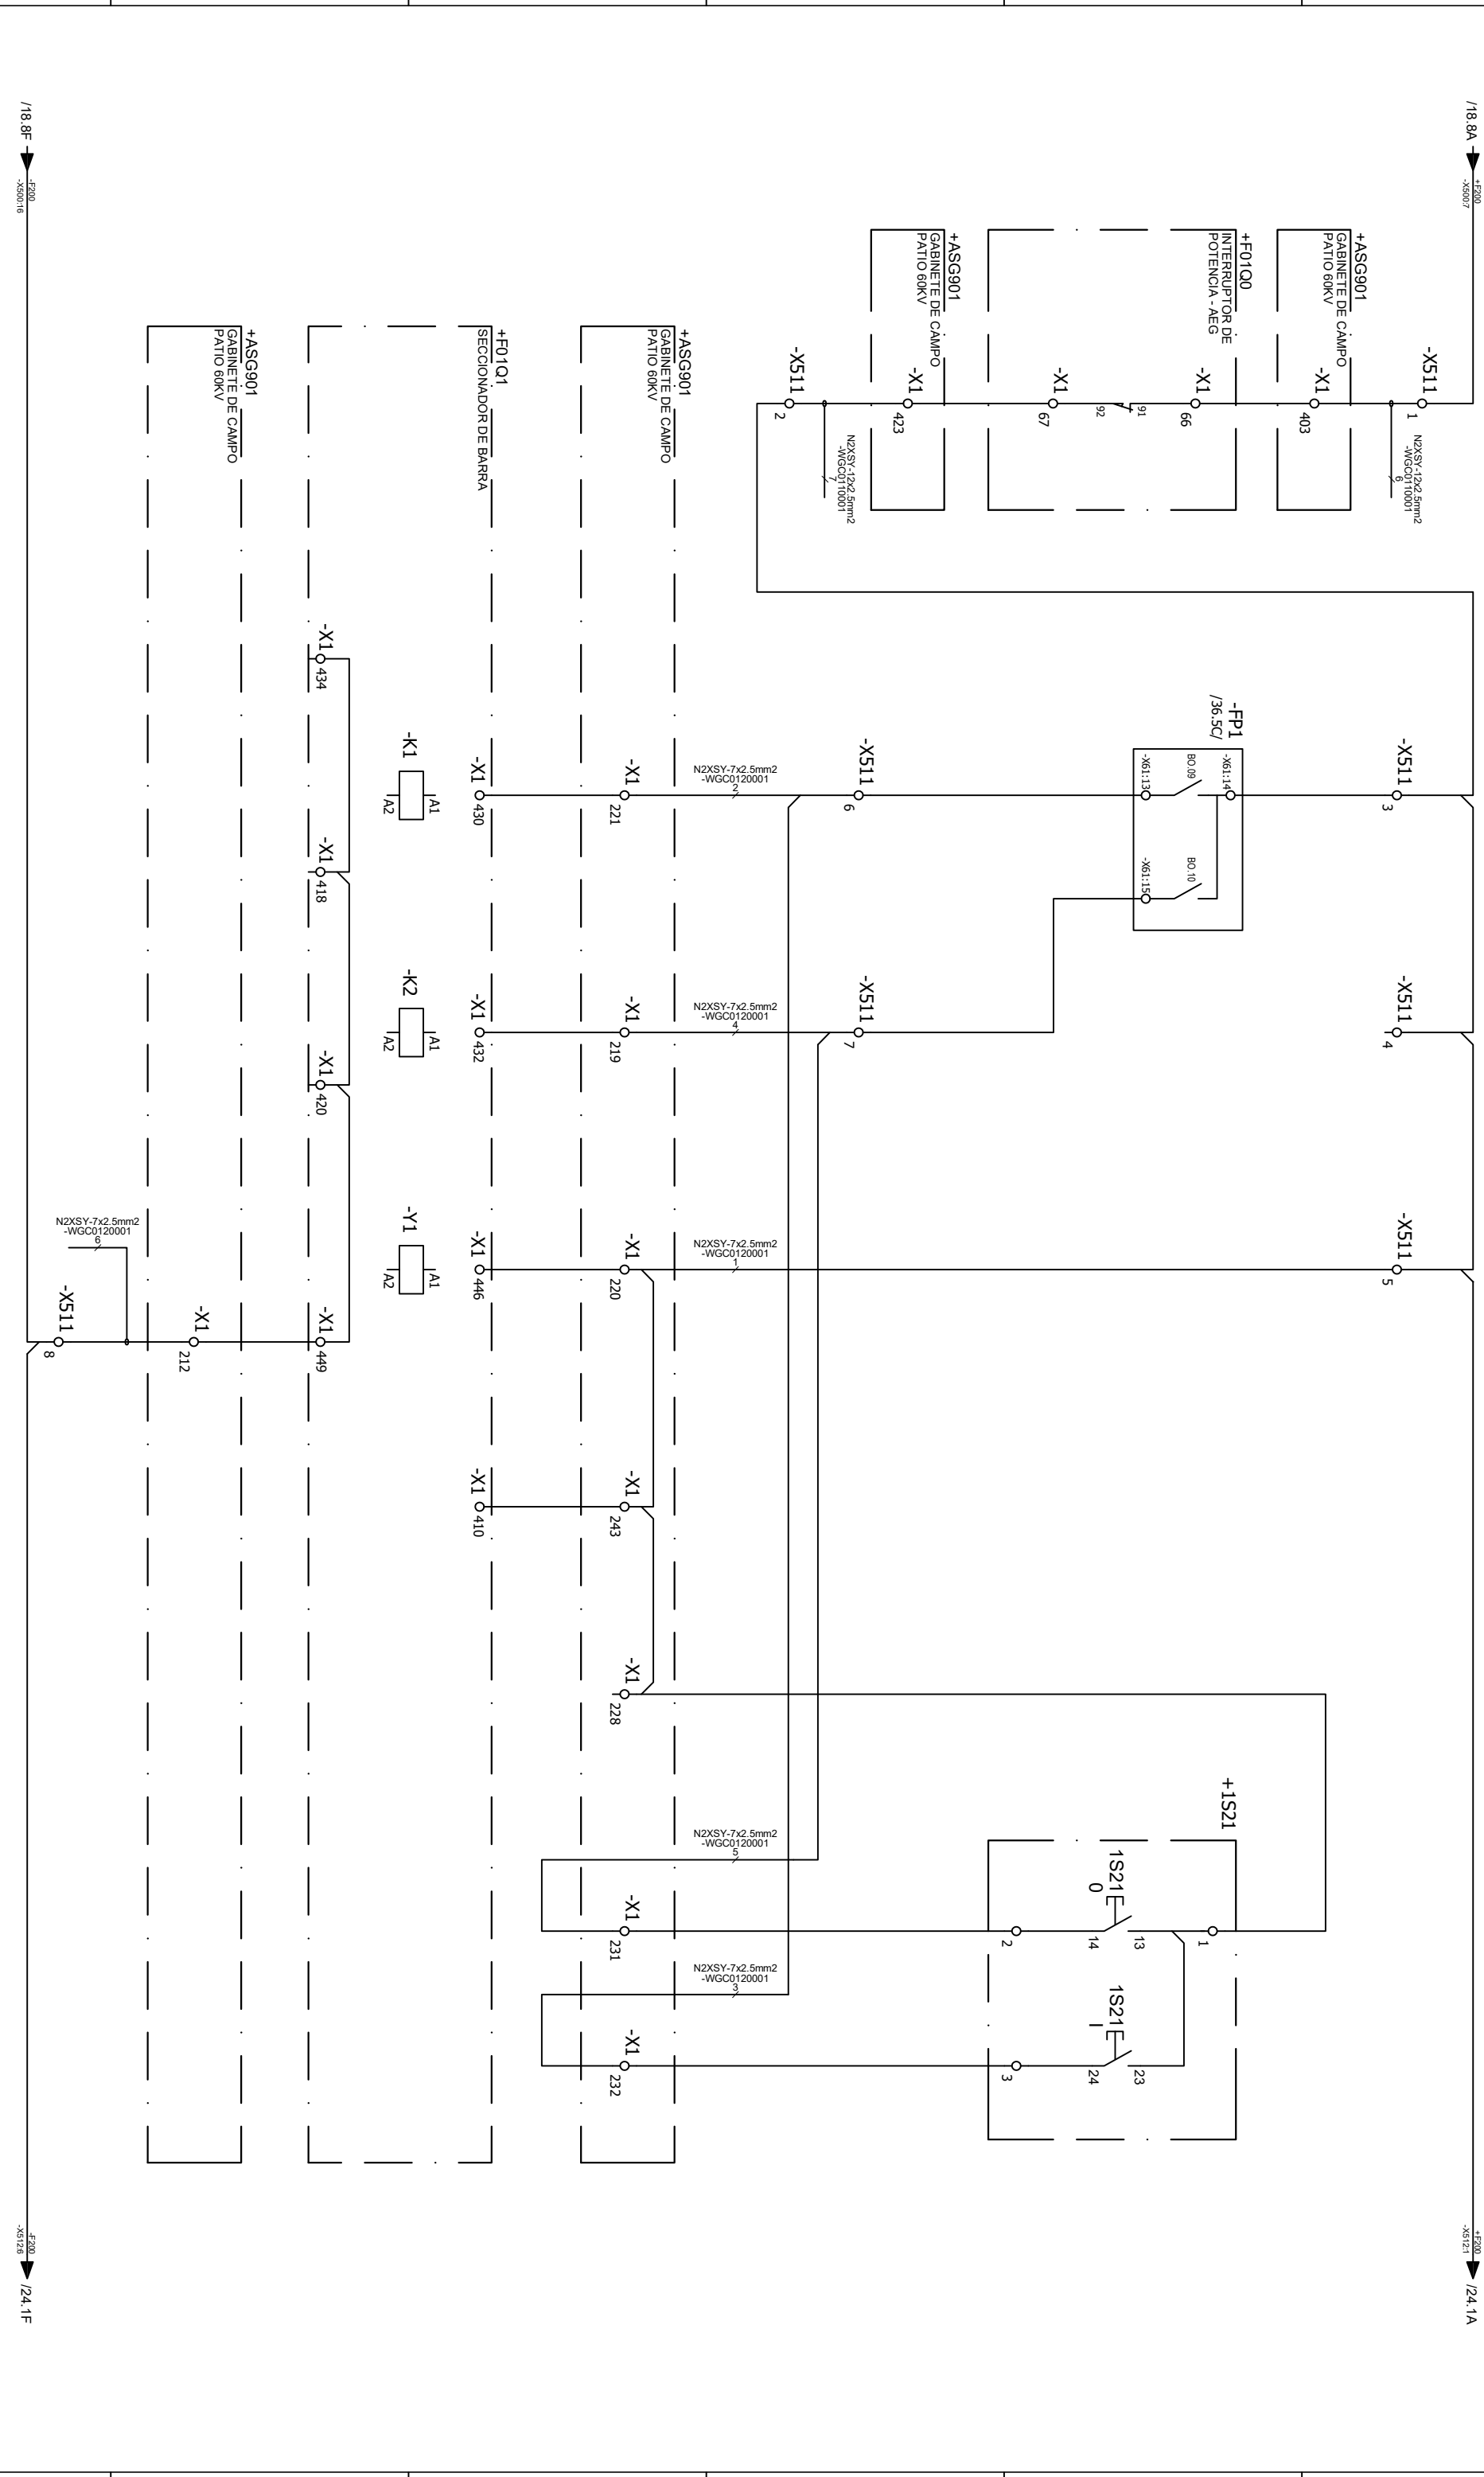 /18.8A
+F200
-X500:7
+F200
-X512:1
/24.1A
-X511
1
N2XSY-12x2.5mm2
-WGC0110001
6
+ASG901
GABINETE DE CAMPO
PATIO 60KV
-X1
403
+F01Q0
INTERRUPTOR DE
POTENCIA - AEG
-X1
66
91
92
-X1
67
+ASG901
GABINETE DE CAMPO
PATIO 60KV
-X1
423
N2XSY-12x2.5mm2
-WGC0110001
7
-X511
2
-X511
3
-X511
4
-X511
5
-FP1
/36.5C/
-X61:14
BO.09
-X61:13
BO.10
-X61:15
-X511
6
-X511
7
+1S21
1
1S21
0
13
14
2
1S21
I
23
24
3
N2XSY-7x2.5mm2
-WGC0120001
2
N2XSY-7x2.5mm2
-WGC0120001
4
N2XSY-7x2.5mm2
-WGC0120001
1
N2XSY-7x2.5mm2
-WGC0120001
5
N2XSY-7x2.5mm2
-WGC0120001
3
+ASG901
GABINETE DE CAMPO
PATIO 60KV
-X1
221
-X1
219
-X1
220
-X1
243
-X1
228
-X1
231
-X1
232
+F01Q1
SECCIONADOR DE BARRA
-X1
430
-X1
432
-X1
446
-X1
410
-K1
A1
A2
-K2
A1
A2
-Y1
A1
A2
-X1
434
-X1
418
-X1
420
-X1
449
+ASG901
GABINETE DE CAMPO
PATIO 60KV
-X1
212
N2XSY-7x2.5mm2
-WGC0120001
6
-X511
8
/18.8F
-F200
-X500:16
-F200
-X512:6
/24.1F